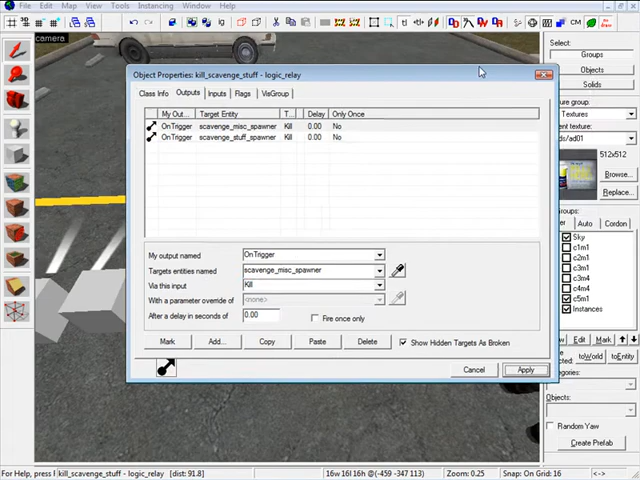 File Edit Map View Tools Instancing Window Help
CM
camera
Object Properties: kill_scavenge_stuff - logic_relay
Class Info Outputs Inputs Flags VisGroup
My Out... Target Entity T... Delay Only Once
OnTrigger scavenge_misc_spawner Kill 0.00 No
OnTrigger scavenge_stuff_spawner Kill 0.00 No
My output named OnTrigger
Targets entities named scavenge_misc_spawner
Via this input Kill
With a parameter override of <none>
After a delay in seconds of 0.00 Fire once only
Mark Add... Copy Paste Delete Show Hidden Targets As Broken
Cancel Apply
Select:
Groups
Objects
Solids
Textures
ds/ad01
512x512
Browse...
Replace...
Auto Cordon
Sky
c1m1
c2m1
c3m1
c4m1
c5m1
Instances
Edit Mark
toWorld toEntity
Objects:
Random Yaw
Create Prefab
For Help, press kill_scavenge_stuff - logic_relay [dist: 91.8] 16w 16l 16h @(-459 -347 113) Zoom: 0.25 Snap: On Grid: 16